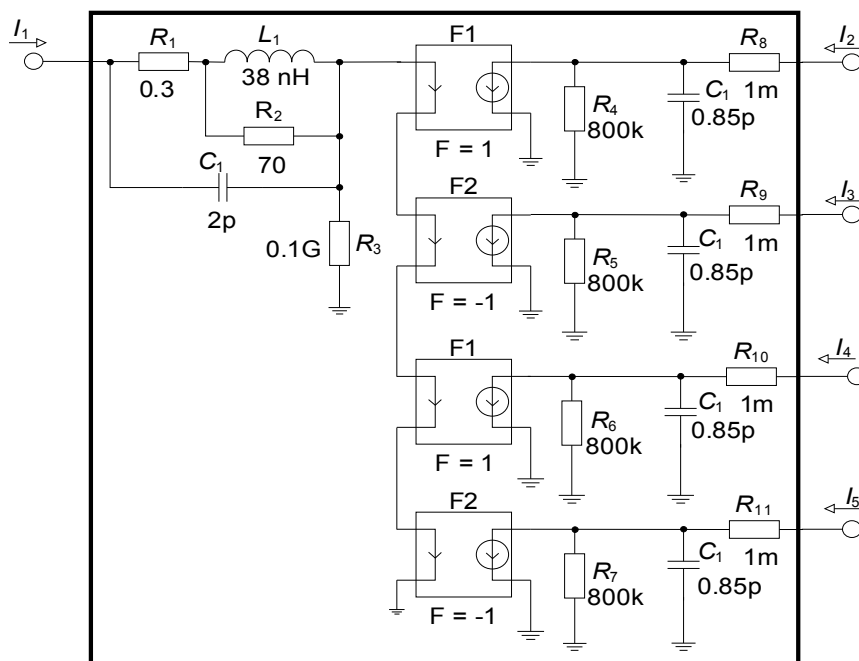 I1
R1
L1
F1
R8
I2
0.3
38 nH
R2
70
R4
800k
C1
0.85p
1m
F = 1
C1
2p
F2
R9
I3
0.1G
R3
R5
800k
C1
0.85p
1m
F = -1
F1
R10
I4
R6
800k
C1
0.85p
1m
F = 1
F2
R11
I5
R7
800k
C1
0.85p
1m
F = -1